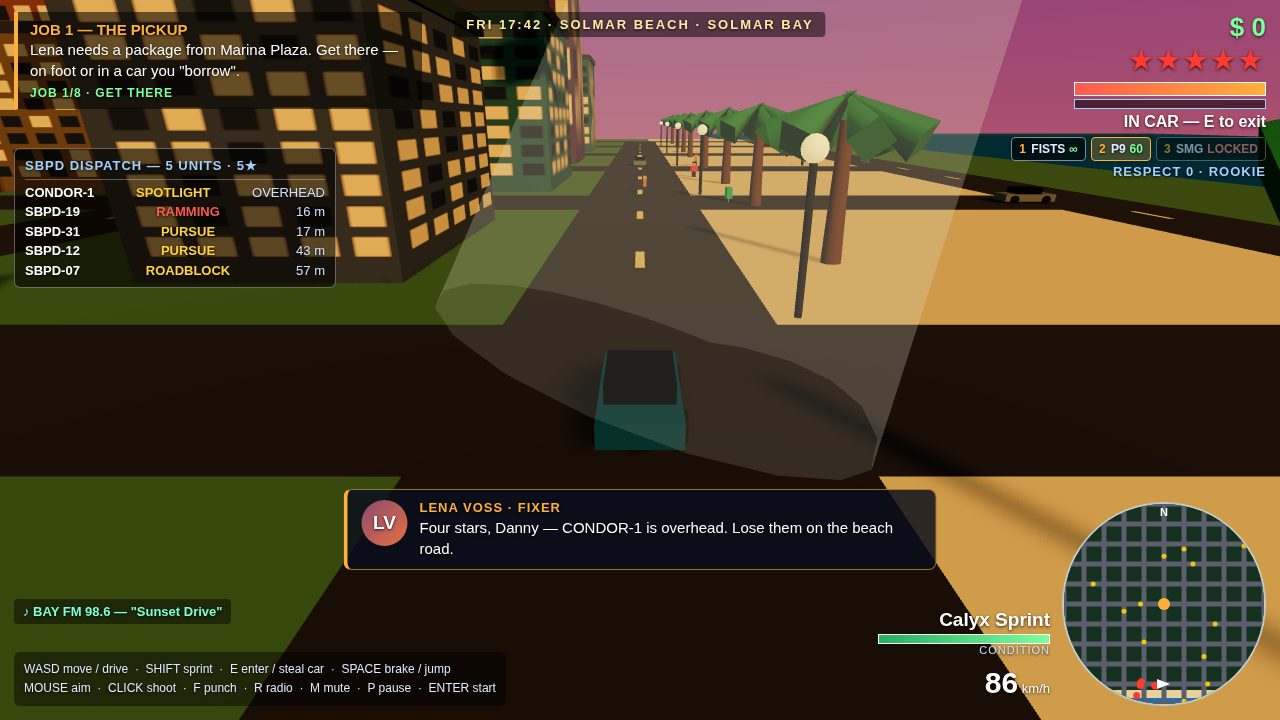 JOB 1 — THE PICKUP
Lena needs a package from Marina Plaza. Get there —
on foot or in a car you "borrow".
JOB 1/8 · GET THERE
FRI 17:42 · SOLMAR BEACH · SOLMAR BAY
$ 0
★★★★★
IN CAR — E to exit
1 FISTS ∞ 2 P9 60 3 SMG LOCKED
RESPECT 0 · ROOKIE
SBPD DISPATCH — 5 UNITS · 5★
CONDOR-1 SPOTLIGHT OVERHEAD
SBPD-19 RAMMING 16 m
SBPD-31 PURSUE 17 m
SBPD-12 PURSUE 43 m
SBPD-07 ROADBLOCK 57 m
LV
LENA VOSS · FIXER
Four stars, Danny — CONDOR-1 is overhead. Lose them on the beach
road.
♪ BAY FM 98.6 — "Sunset Drive"
WASD move / drive · SHIFT sprint · E enter / steal car · SPACE brake / jump
MOUSE aim · CLICK shoot · F punch · R radio · M mute · P pause · ENTER start
Calyx Sprint
CONDITION
86 km/h
N